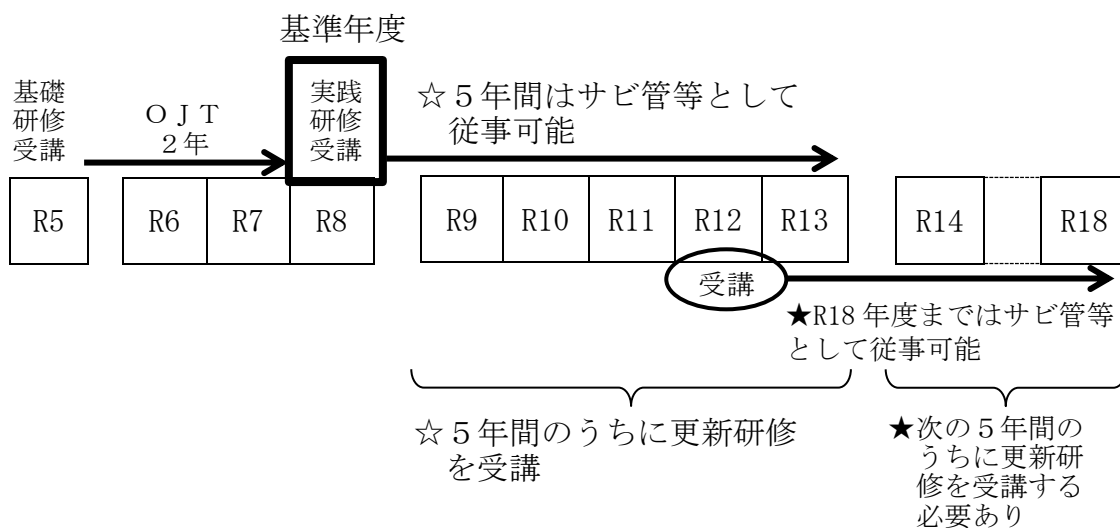 基準年度
基礎
研修
受講
ＯＪＴ
２年
実践
研修
受講
☆５年間はサビ管等として
従事可能
R5
R6
R7
R8
R9
R10
R11
R12
R13
R14
R18
受講
★R18 年度まではサビ管等
として従事可能
☆５年間のうちに更新研修
を受講
★次の５年間の
うちに更新研
修を受講する
必要あり